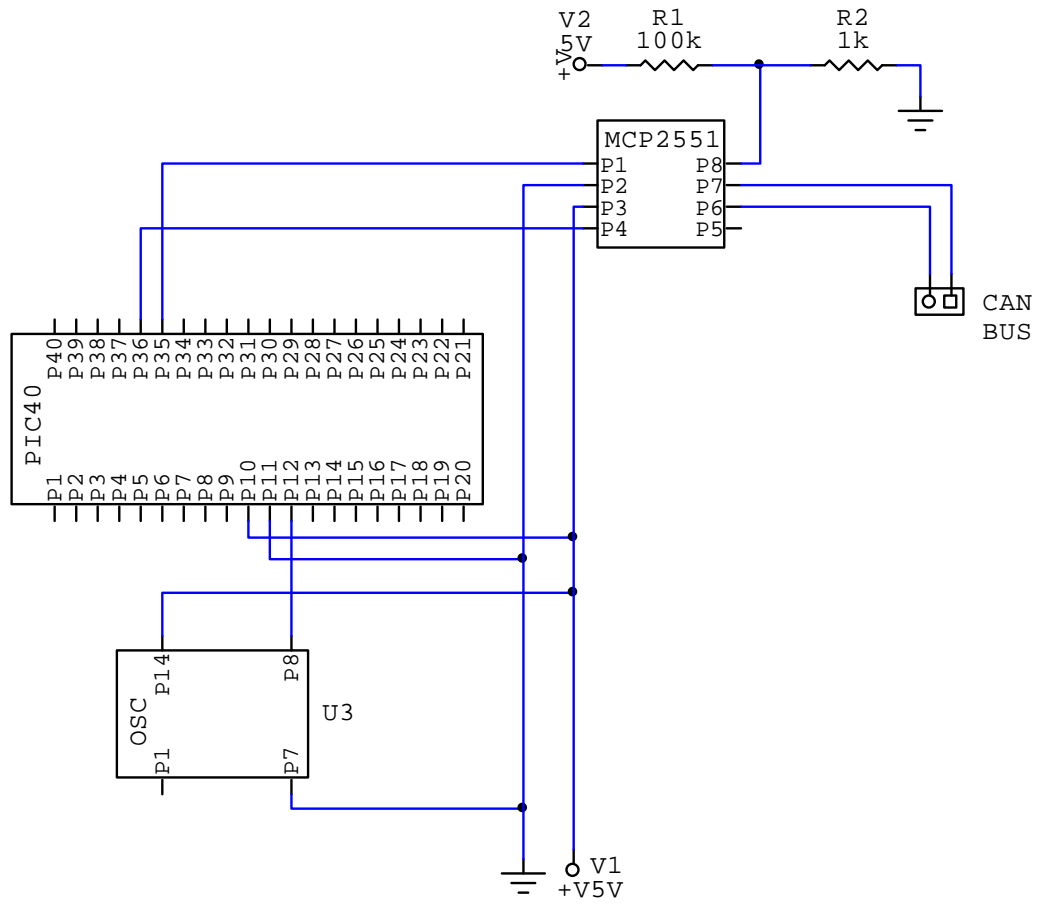 V2
5V
+V
R1
100k
R2
1k
MCP2551
P1
P2
P3
P4
P8
P7
P6
P5
CAN
BUS
P40 P39 P38 P37 P36 P35 P34 P33 P32 P31 P30 P29 P28 P27 P26 P25 P24 P23 P22 P21
PIC40
P1 P2 P3 P4 P5 P6 P7 P8 P9 P10 P11 P12 P13 P14 P15 P16 P17 P18 P19 P20
P14 P8
OSC
U3
P1 P7
V1
+V5V